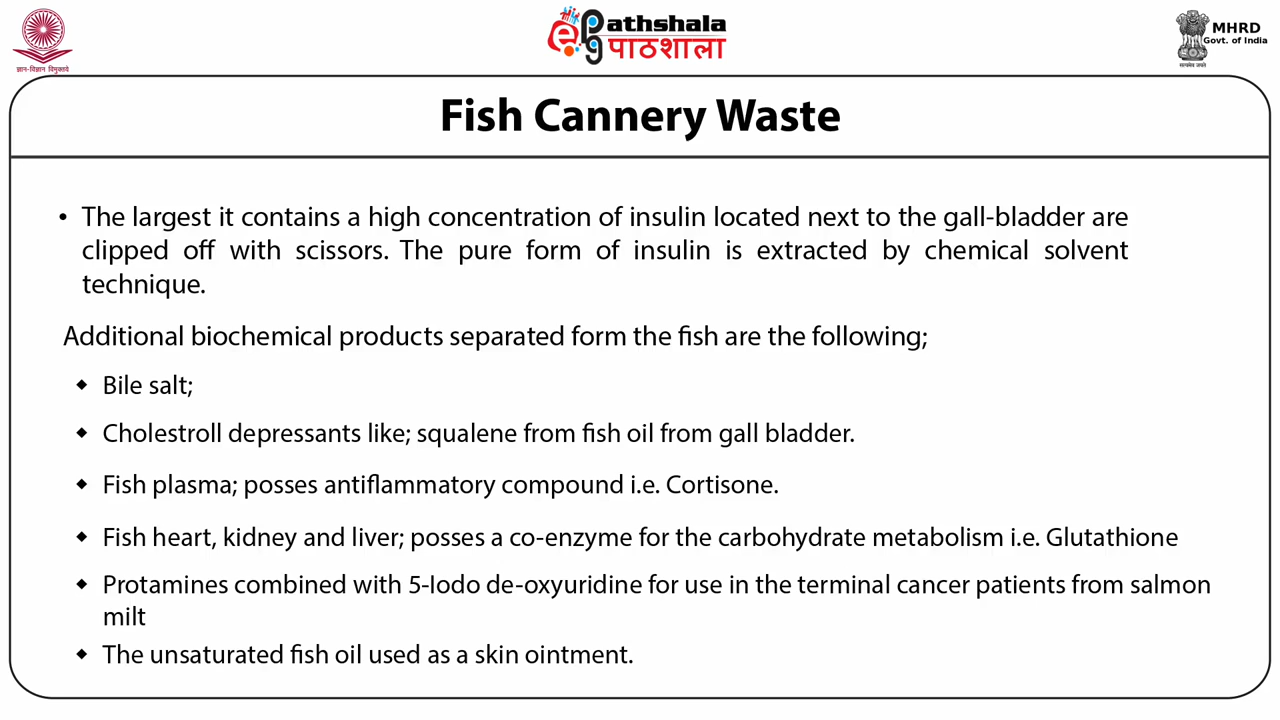 ज्ञान-विज्ञान विमुक्तये
epathshala
पाठशाला
MHRD
Govt. of India
सत्यमेव जयते
Fish Cannery Waste
• The largest it contains a high concentration of insulin located next to the gall-bladder are
clipped off with scissors. The pure form of insulin is extracted by chemical solvent
technique.
Additional biochemical products separated form the fish are the following;
◆ Bile salt;
◆ Cholestroll depressants like; squalene from fish oil from gall bladder.
◆ Fish plasma; posses antiflammatory compound i.e. Cortisone.
◆ Fish heart, kidney and liver; posses a co-enzyme for the carbohydrate metabolism i.e. Glutathione
◆ Protamines combined with 5-Iodo de-oxyuridine for use in the terminal cancer patients from salmon
milt
◆ The unsaturated fish oil used as a skin ointment.